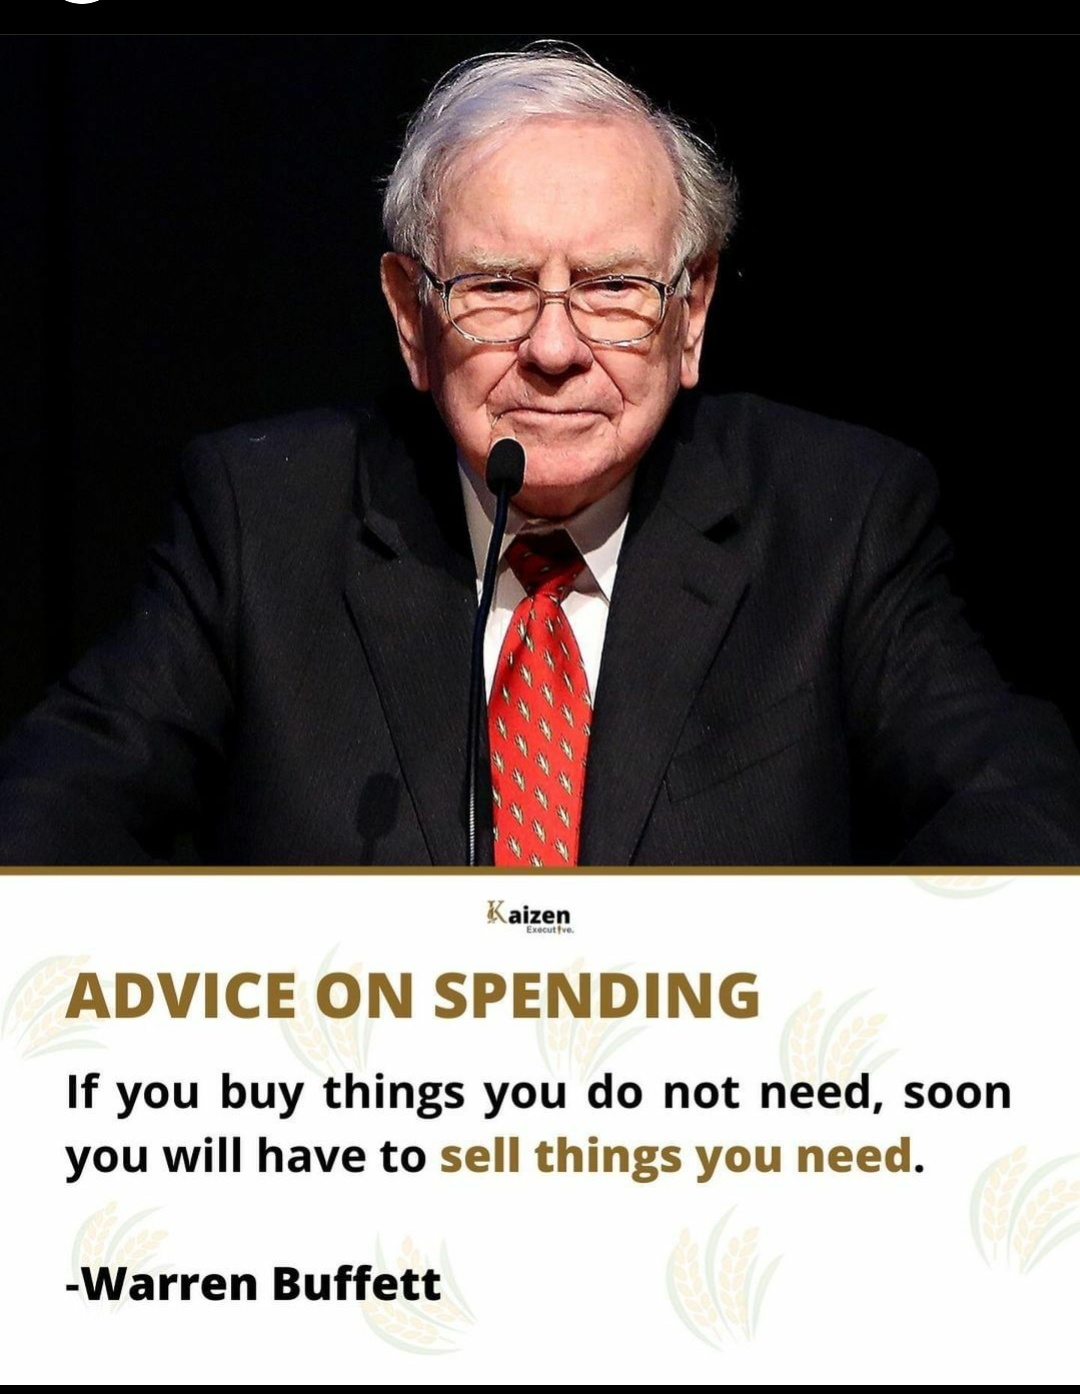 Kaizen
Executive.
ADVICE ON SPENDING
If you buy things you do not need, soon
you will have to sell things you need.
-Warren Buffett